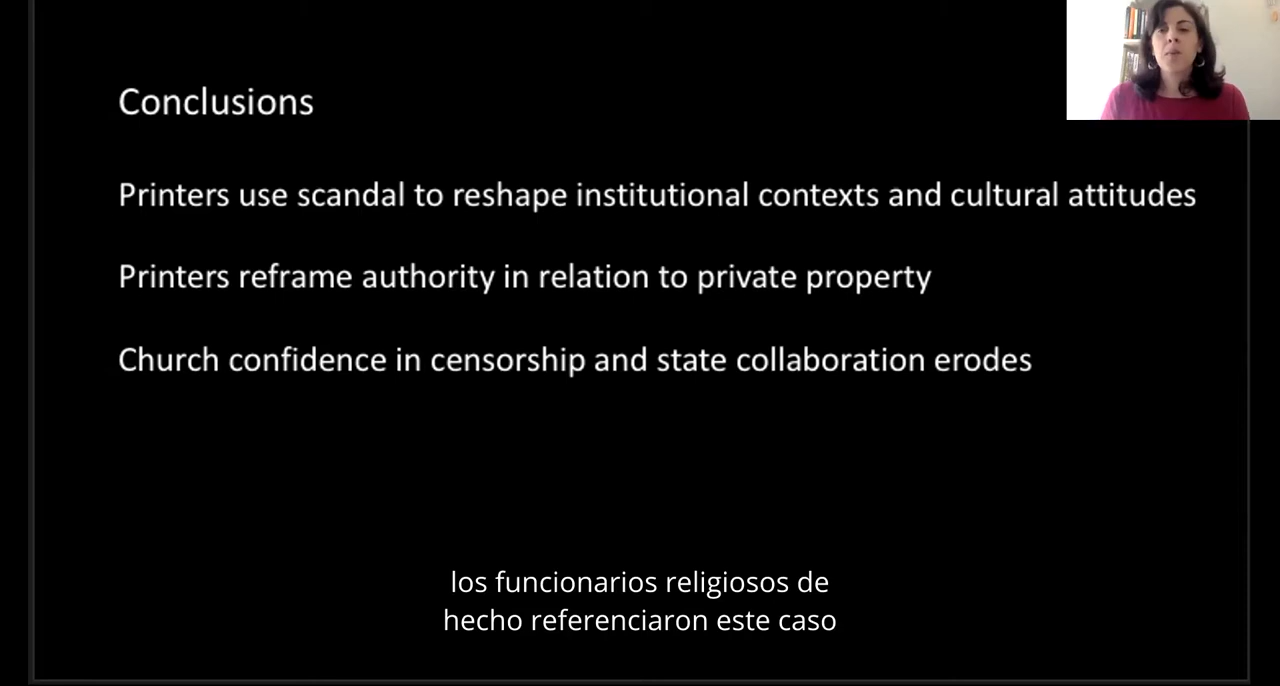 Conclusions
Printers use scandal to reshape institutional contexts and cultural attitudes
Printers reframe authority in relation to private property
Church confidence in censorship and state collaboration erodes
los funcionarios religiosos de
hecho referenciaron este caso